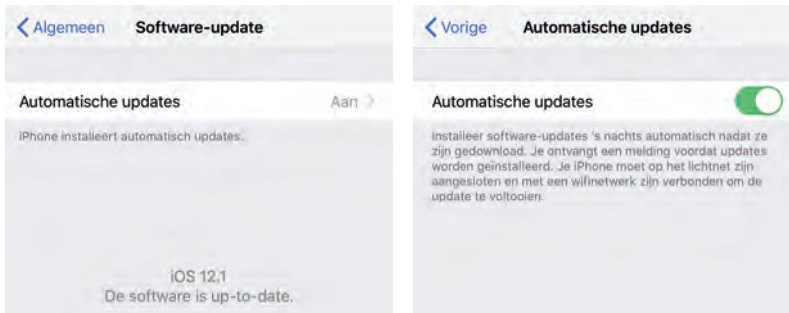 Algemeen
Software-update
Automatische updates
Aan
iPhone installeert automatisch updates.
iOS 12.1
De software is up-to-date.
Vorige
Automatische updates
Automatische updates
Installeer software-updates 's nachts automatisch nadat ze
zijn gedownload. Je ontvangt een melding voordat updates
worden geïnstalleerd. Je iPhone moet op het lichtnet zijn
aangesloten en met een wifinetwerk zijn verbonden om de
update te voltooien.